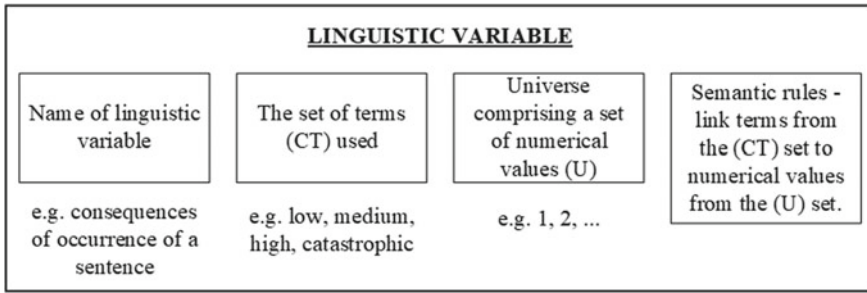 LINGUISTIC VARIABLE
Name of linguistic
variable
e.g. consequences
of occurrence of a
sentence
The set of terms
(CT) used
e.g. low, medium,
high, catastrophic
Universe
comprising a set
of numerical
values (U)
e.g. 1, 2, ...
Semantic rules -
link terms from
the (CT) set to
numerical values
from the (U) set.